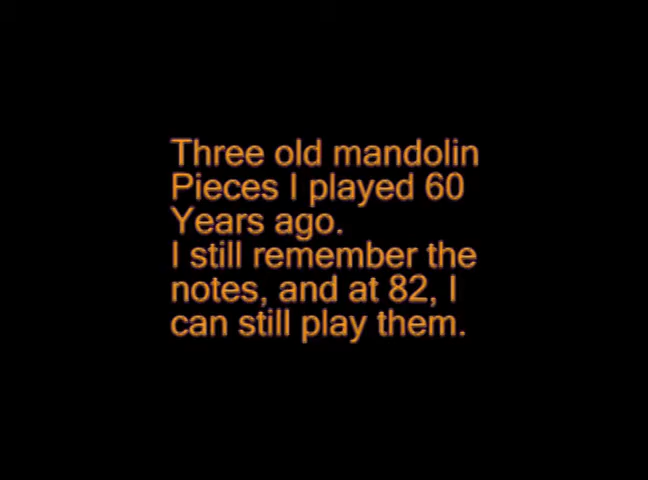 Three old mandolin
Pieces I played 60
Years ago.
I still remember the
notes, and at 82, I
can still play them.